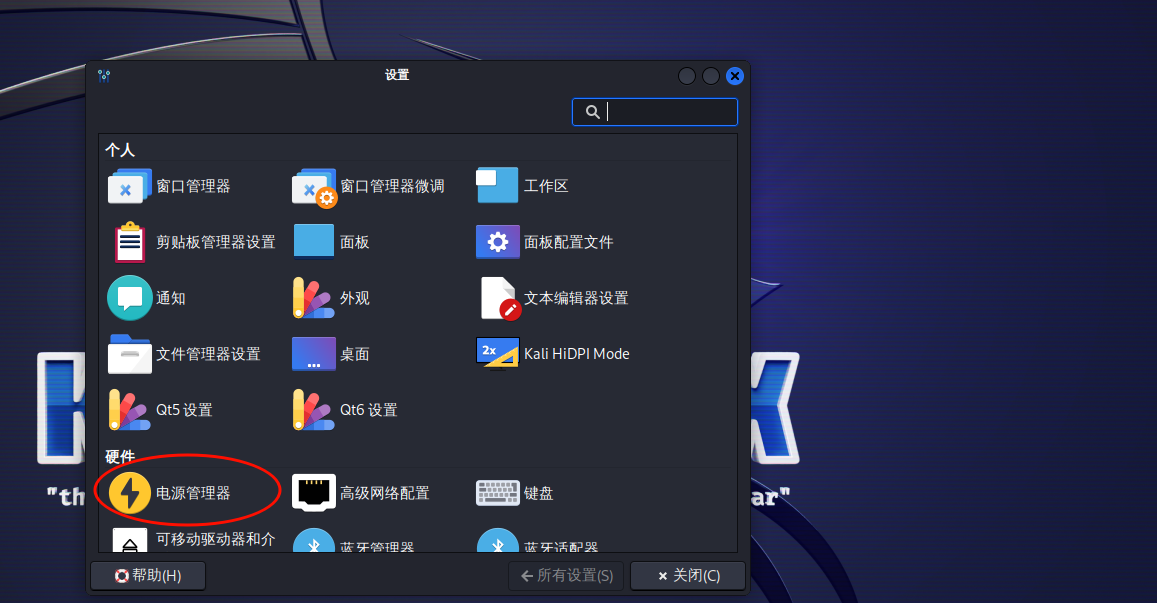 设置
个人
窗口管理器
窗口管理器微调
工作区
剪贴板管理器设置
面板
面板配置文件
通知
外观
文本编辑器设置
文件管理器设置
桌面
2x
Kali HiDPI Mode
Qt5 设置
Qt6 设置
硬件
电源管理器
高级网络配置
键盘
可移动驱动器和介
蓝牙管理器
蓝牙适配器
"th
ar"
帮助(H)
所有设置(S)
关闭(C)